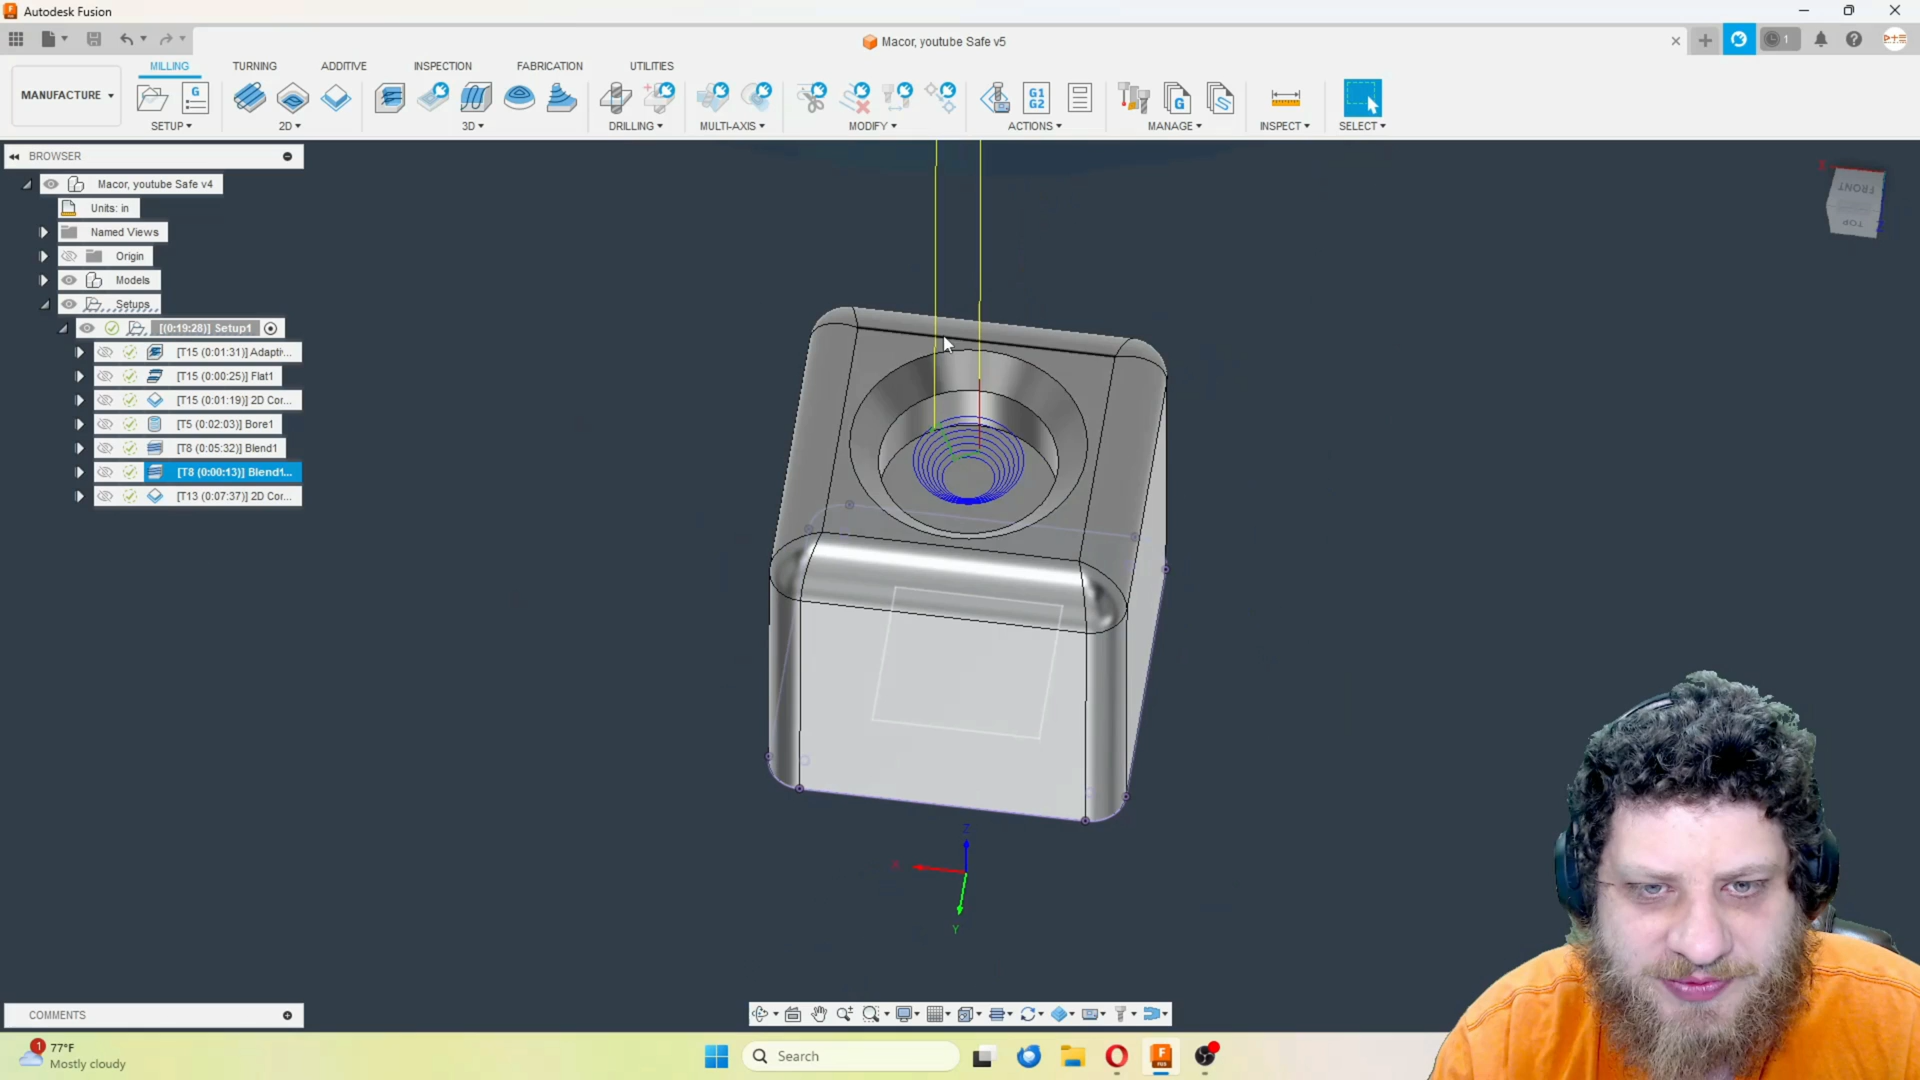 Autodesk Fusion
Macor, youtube Safe v5
1
MILLING
TURNING
ADDITIVE
INSPECTION
FABRICATION
UTILITIES
MANUFACTURE
G
G1
G2
G
S
SETUP
2D
3D
DRILLING
MULTI-AXIS
MODIFY
ACTIONS
MANAGE
INSPECT
SELECT
BROWSER
Macor, youtube Safe v4
Units: in
Named Views
Origin
Models
Setups
[(0:19:28)] Setup1
[T15 (0:01:31)] Adapti...
[T15 (0:00:25)] Flat1
[T15 (0:01:19)] 2D Cor...
[T5 (0:02:03)] Bore1
[T8 (0:05:32)] Blend1
[T8 (0:00:13)] Blend1...
[T13 (0:07:37)] 2D Cor...
FRONT
TOP
X
Z
Z
Y
COMMENTS
1
77°F
Mostly cloudy
Search
F